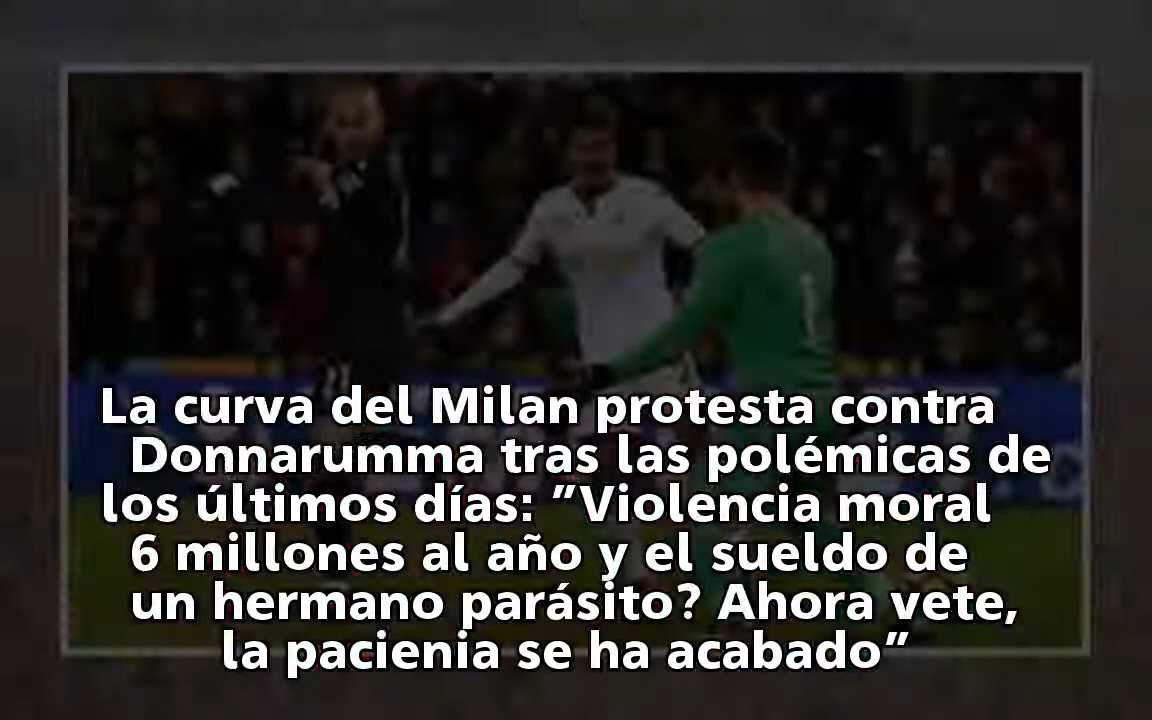 La curva del Milan protesta contra
Donnarumma tras las polémicas de
los últimos días: "Violencia moral
6 millones al año y el sueldo de
un hermano parásito? Ahora vete,
la pacienia se ha acabado"